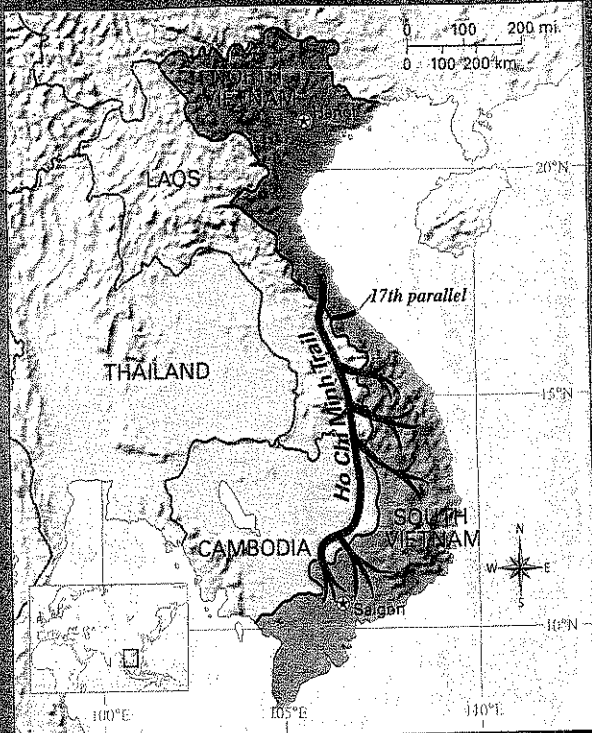 0 100 200 mi.
0 100 200 km
NORTH
VIETNAM
Hanoi
LAOS
20°N
17th parallel
THAILAND
Ho Chi Minh Trail
15°N
SOUTH
VIETNAM
CAMBODIA
N
W E
S
Saigon
10°N
100°E
105°E
110°E